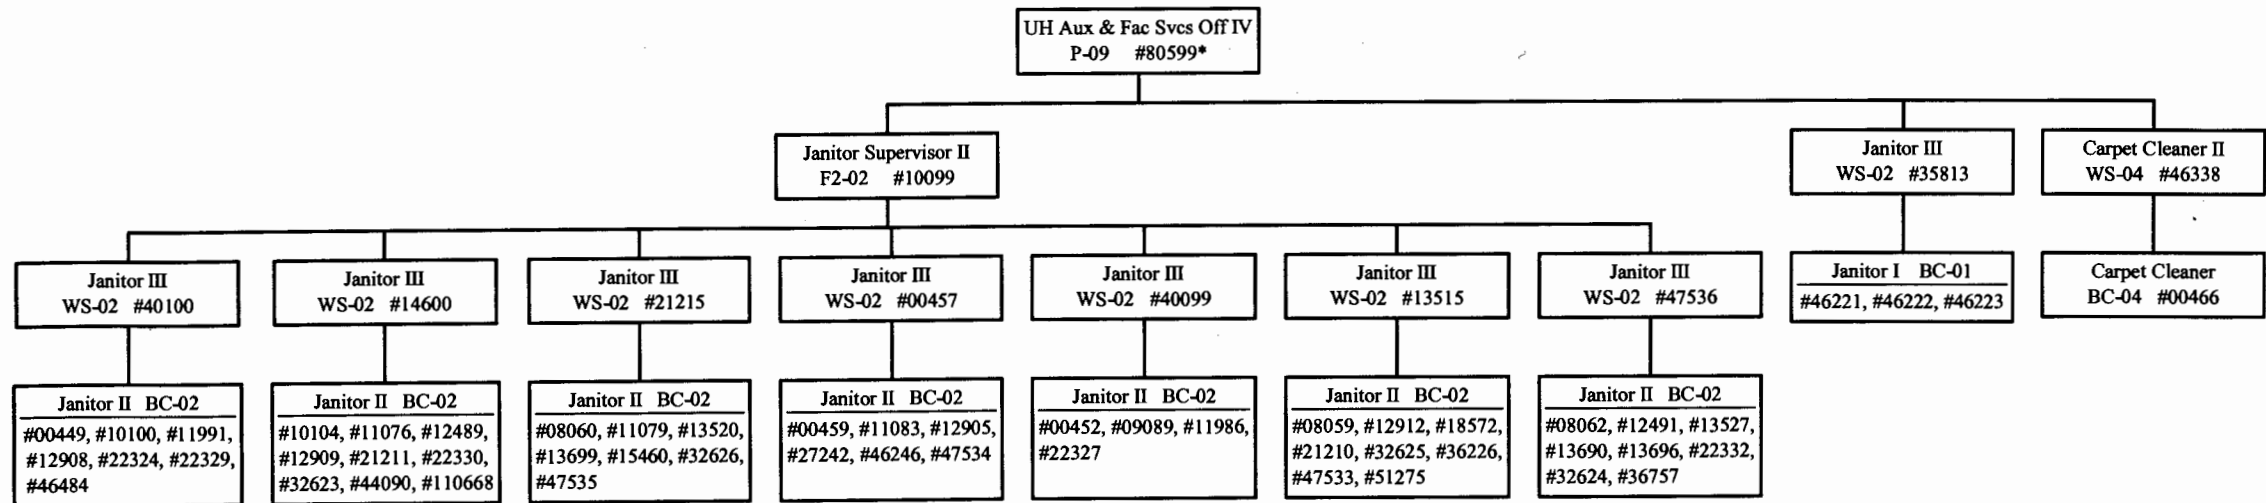 UH Aux & Fac Svcs Off IV
P-09 #80599*
Janitor Supervisor II
F2-02 #10099
Janitor III
WS-02 #35813
Carpet Cleaner II
WS-04 #46338
Janitor III
WS-02 #40100
Janitor III
WS-02 #14600
Janitor III
WS-02 #21215
Janitor III
WS-02 #00457
Janitor III
WS-02 #40099
Janitor III
WS-02 #13515
Janitor III
WS-02 #47536
Janitor I BC-01
#46221, #46222, #46223
Carpet Cleaner
BC-04 #00466
Janitor II BC-02
#00449, #10100, #11991,
#12908, #22324, #22329,
#46484
Janitor II BC-02
#10104, #11076, #12489,
#12909, #21211, #22330,
#32623, #44090, #110668
Janitor II BC-02
#08060, #11079, #13520,
#13699, #15460, #32626,
#47535
Janitor II BC-02
#00459, #11083, #12905,
#27242, #46246, #47534
Janitor II BC-02
#00452, #09089, #11986,
#22327
Janitor II BC-02
#08059, #12912, #18572,
#21210, #32625, #36226,
#47533, #51275
Janitor II BC-02
#08062, #12491, #13527,
#13690, #13696, #22332,
#32624, #36757